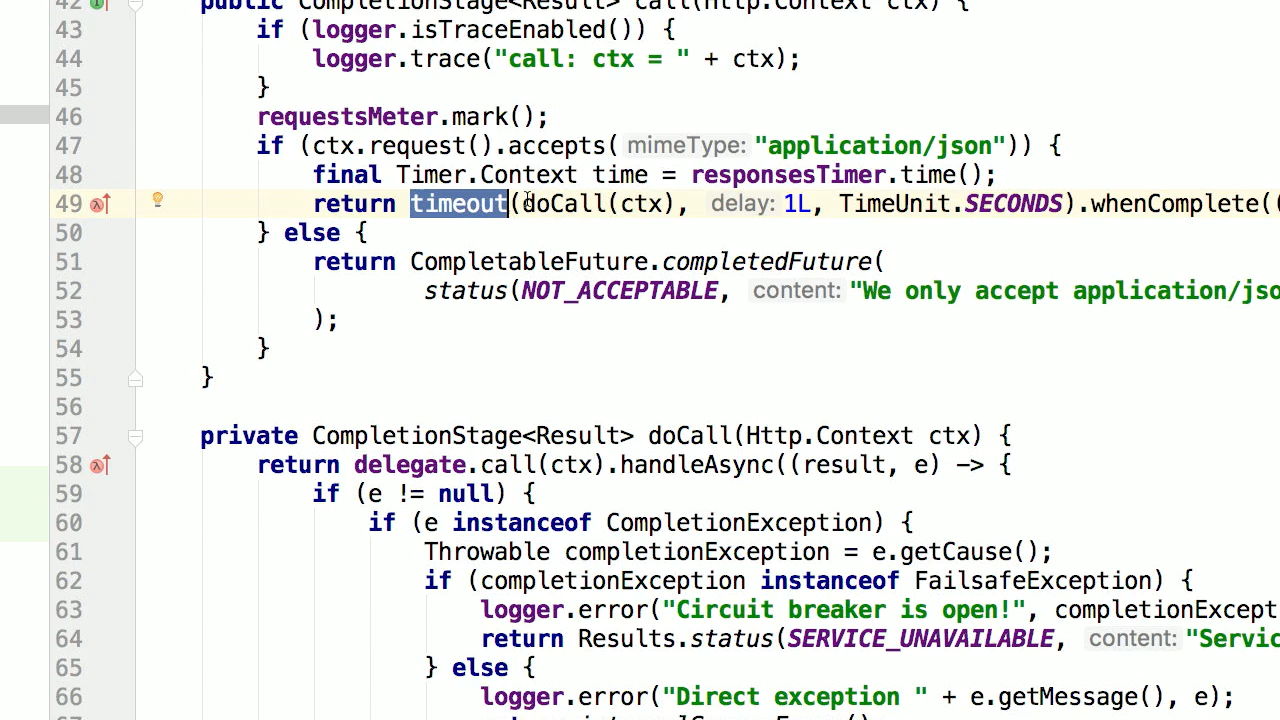 42 public CompletionStage<Result> call(Http.Context ctx) {
43 if (logger.isTraceEnabled()) {
44 logger.trace("call: ctx = " + ctx);
45 }
46 requestsMeter.mark();
47 if (ctx.request().accepts( mimeType: "application/json")) {
48 final Timer.Context time = responsesTimer.time();
49 return timeout(doCall(ctx), delay: 1L, TimeUnit.SECONDS).whenComplete((
50 } else {
51 return CompletableFuture.completedFuture(
52 status(NOT_ACCEPTABLE, content: "We only accept application/jso
53 );
54 }
55 }
56
57 private CompletionStage<Result> doCall(Http.Context ctx) {
58 return delegate.call(ctx).handleAsync((result, e) -> {
59 if (e != null) {
60 if (e instanceof CompletionException) {
61 Throwable completionException = e.getCause();
62 if (completionException instanceof FailsafeException) {
63 logger.error("Circuit breaker is open!", completionExcept
64 return Results.status(SERVICE_UNAVAILABLE, content: "Servic
65 } else {
66 logger.error("Direct exception " + e.getMessage(), e);